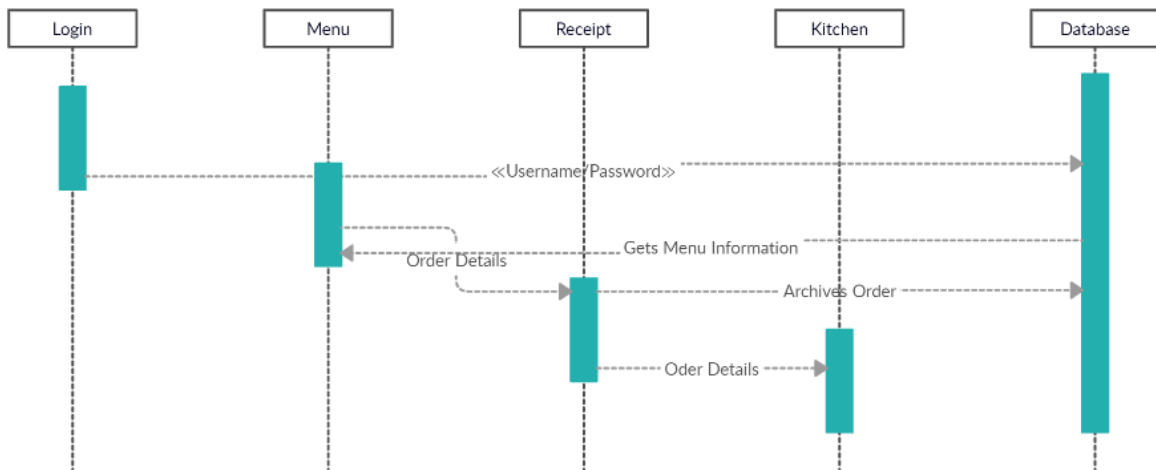 Login
Menu
Receipt
Kitchen
Database
≪Username/Password≫
Gets Menu Information
Order Details
Archives Order
Oder Details